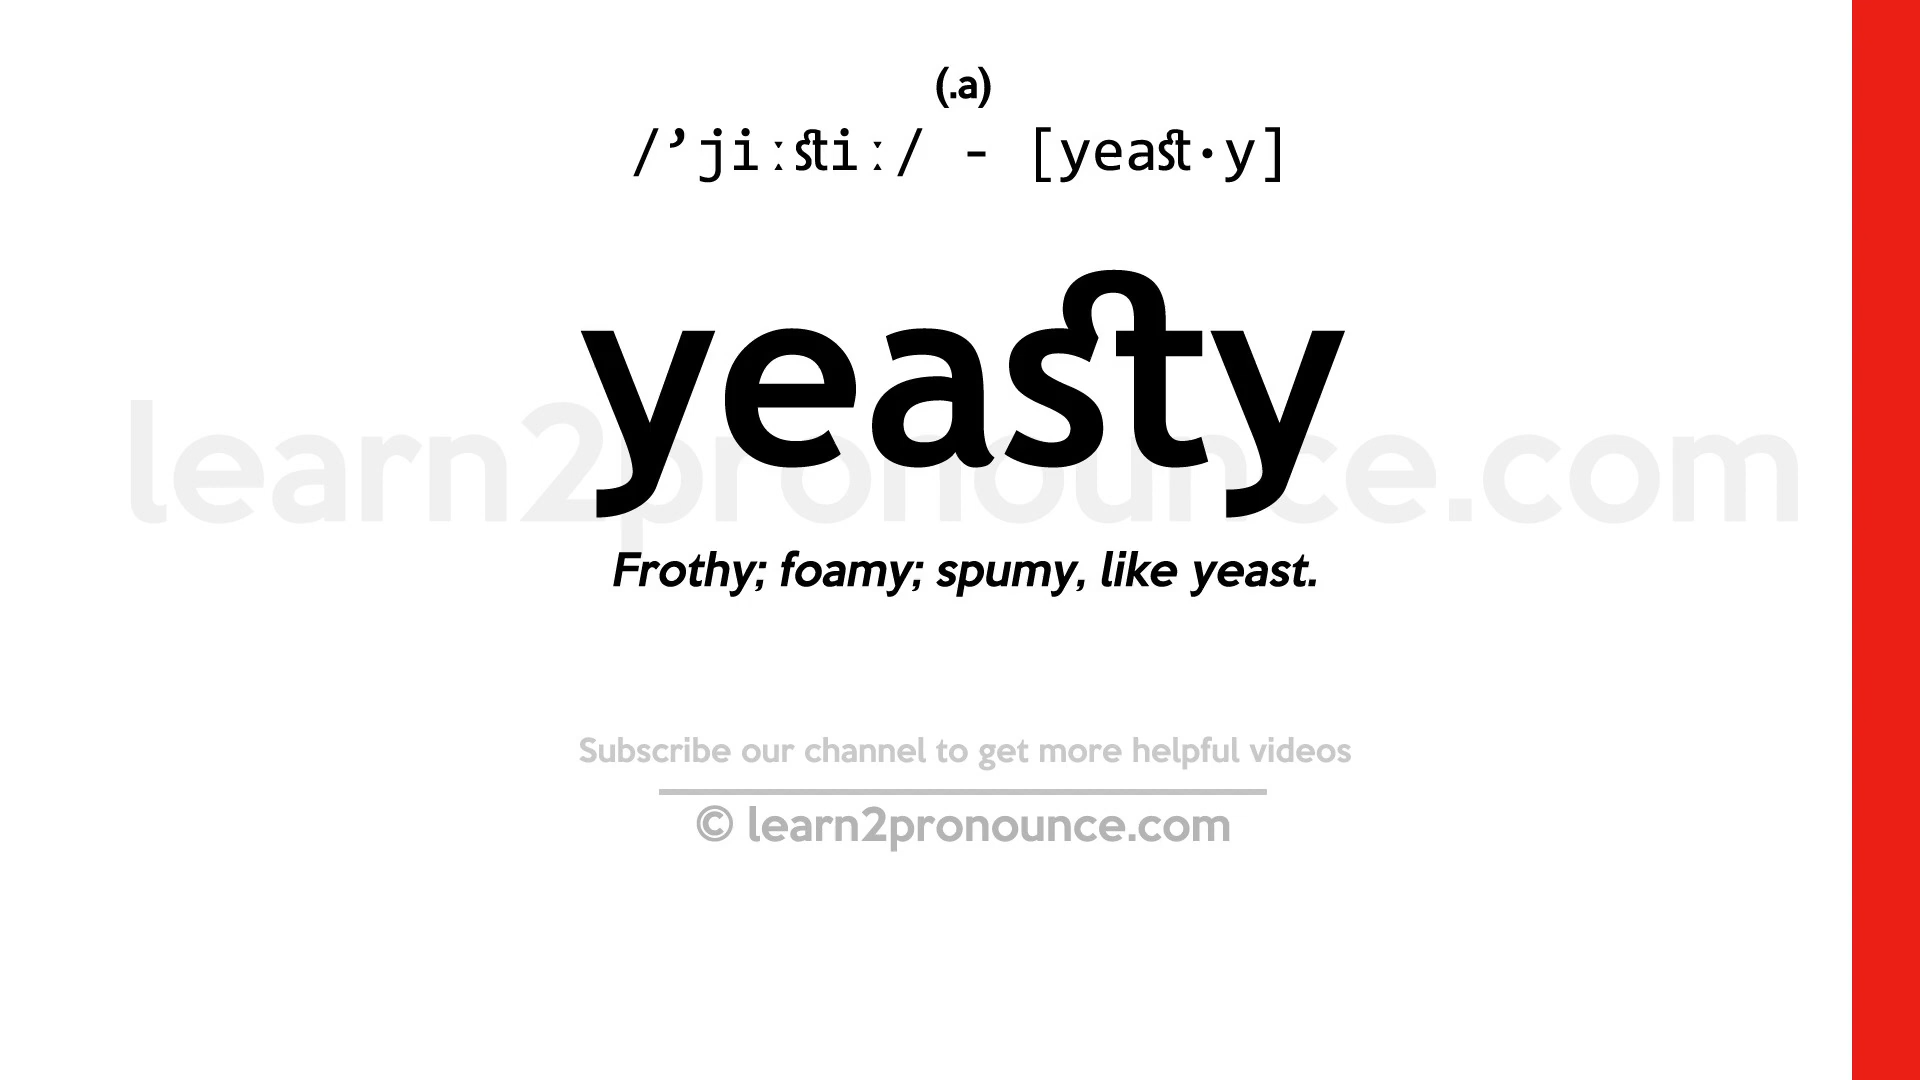 (.a)
/’jiːstiː/ - [yeast·y]
yeasty
learn2pronounce.com
Frothy; foamy; spumy, like yeast.
Subscribe our channel to get more helpful videos
© learn2pronounce.com